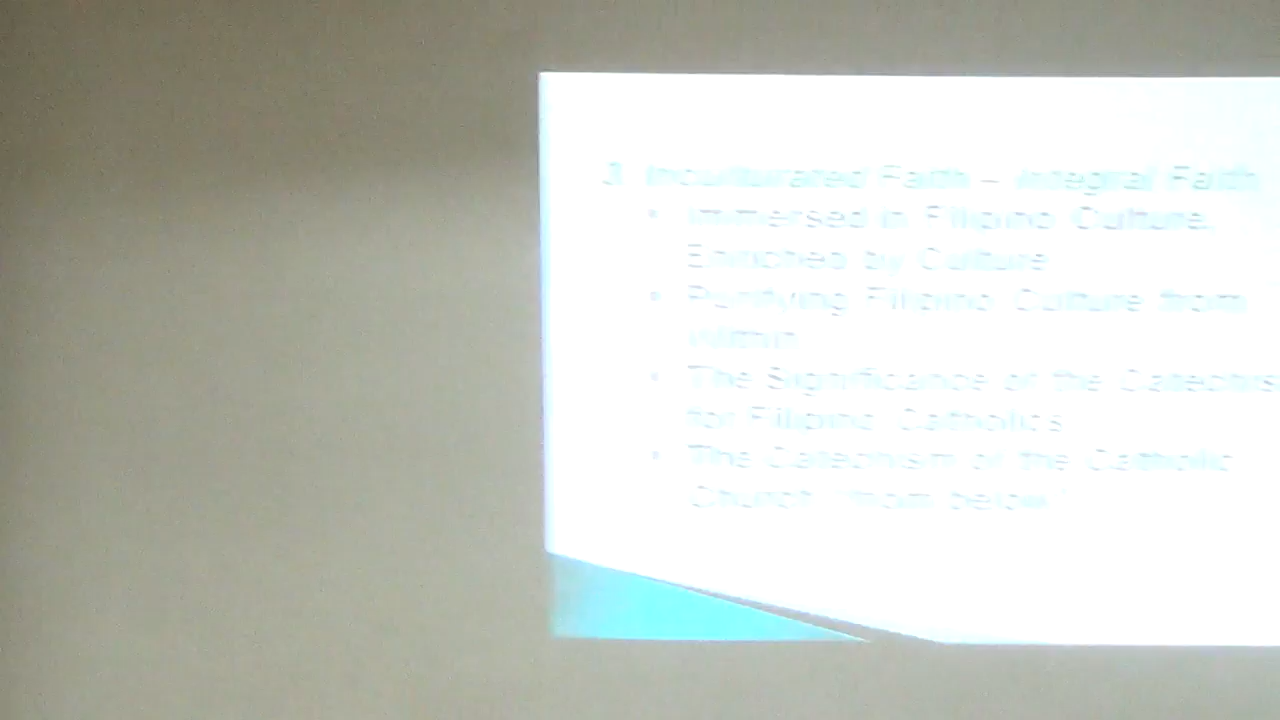 3. Inculturated Faith – Integral Faith
• Immersed in Filipino Culture,
Enriched by Culture
• Purifying Filipino Culture from
Within
• The Significance of the
for Filipino Catholics
• The Catechism of the Catholic
Church "from below"